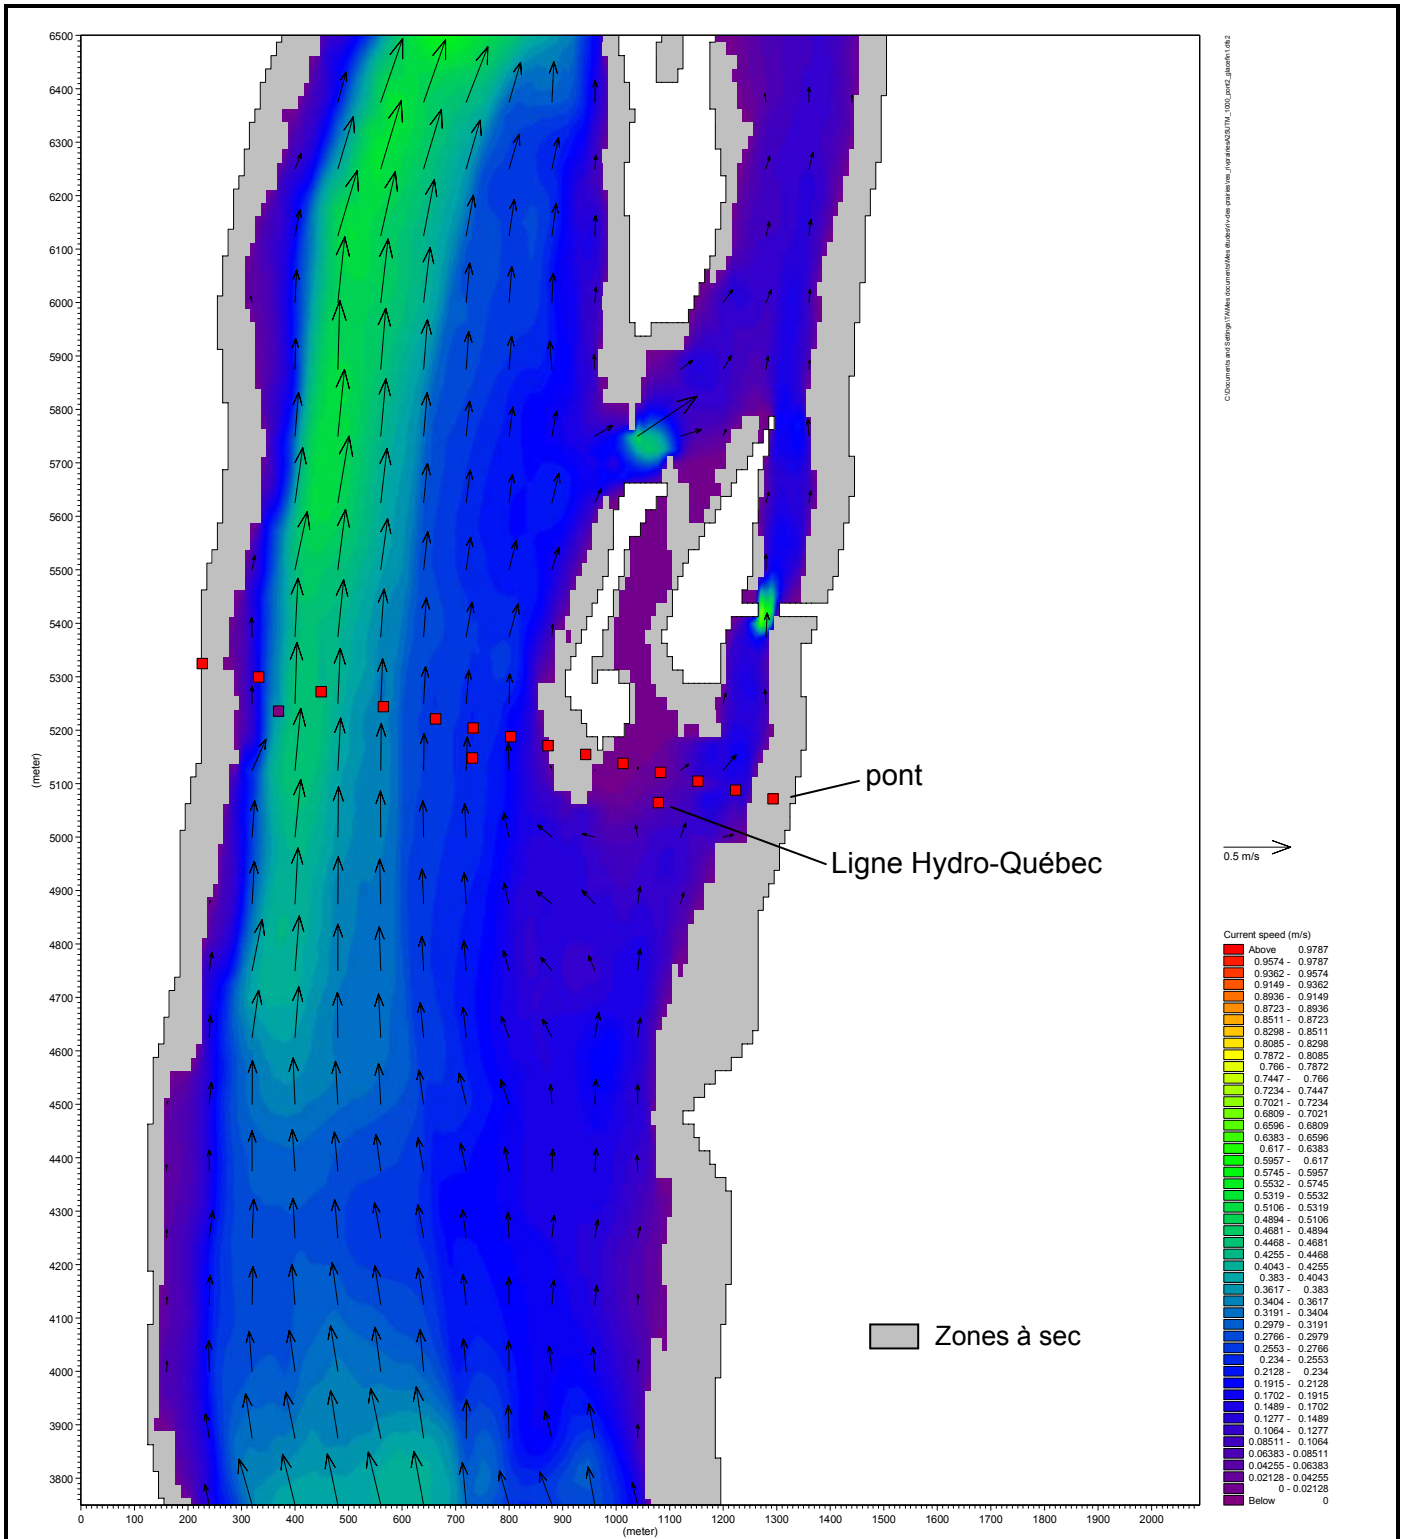 6500
6400
6300
6200
6100
6000
5900
5800
5700
5600
5500
5400
5300
5200
5100
5000
4900
4800
4700
4600
4500
4400
4300
4200
4100
4000
3900
3800
(meter)
0 100 200 300 400 500 600 700 800 900 1000 1100 1200 1300 1400 1500 1600 1700 1800 1900 2000
(meter)
pont
Ligne Hydro-Québec
Zones à sec
0.5 m/s
Current speed (m/s)
Above 0.9787
0.9574 - 0.9787
0.9362 - 0.9574
0.9149 - 0.9362
0.8936 - 0.9149
0.8723 - 0.8936
0.8511 - 0.8723
0.8298 - 0.8511
0.8085 - 0.8298
0.7872 - 0.8085
0.766 - 0.7872
0.7447 - 0.766
0.7234 - 0.7447
0.7021 - 0.7234
0.6809 - 0.7021
0.6596 - 0.6809
0.6383 - 0.6596
0.617 - 0.6383
0.5957 - 0.617
0.5745 - 0.5957
0.5532 - 0.5745
0.5319 - 0.5532
0.5106 - 0.5319
0.4894 - 0.5106
0.4681 - 0.4894
0.4468 - 0.4681
0.4255 - 0.4468
0.4043 - 0.4255
0.383 - 0.4043
0.3617 - 0.383
0.3404 - 0.3617
0.3191 - 0.3404
0.2979 - 0.3191
0.2766 - 0.2979
0.2553 - 0.2766
0.234 - 0.2553
0.2128 - 0.234
0.1915 - 0.2128
0.1702 - 0.1915
0.1489 - 0.1702
0.1277 - 0.1489
0.1064 - 0.1277
0.08511 - 0.1064
0.06383 - 0.08511
0.04255 - 0.06383
0.02128 - 0.04255
0 - 0.02128
Below 0